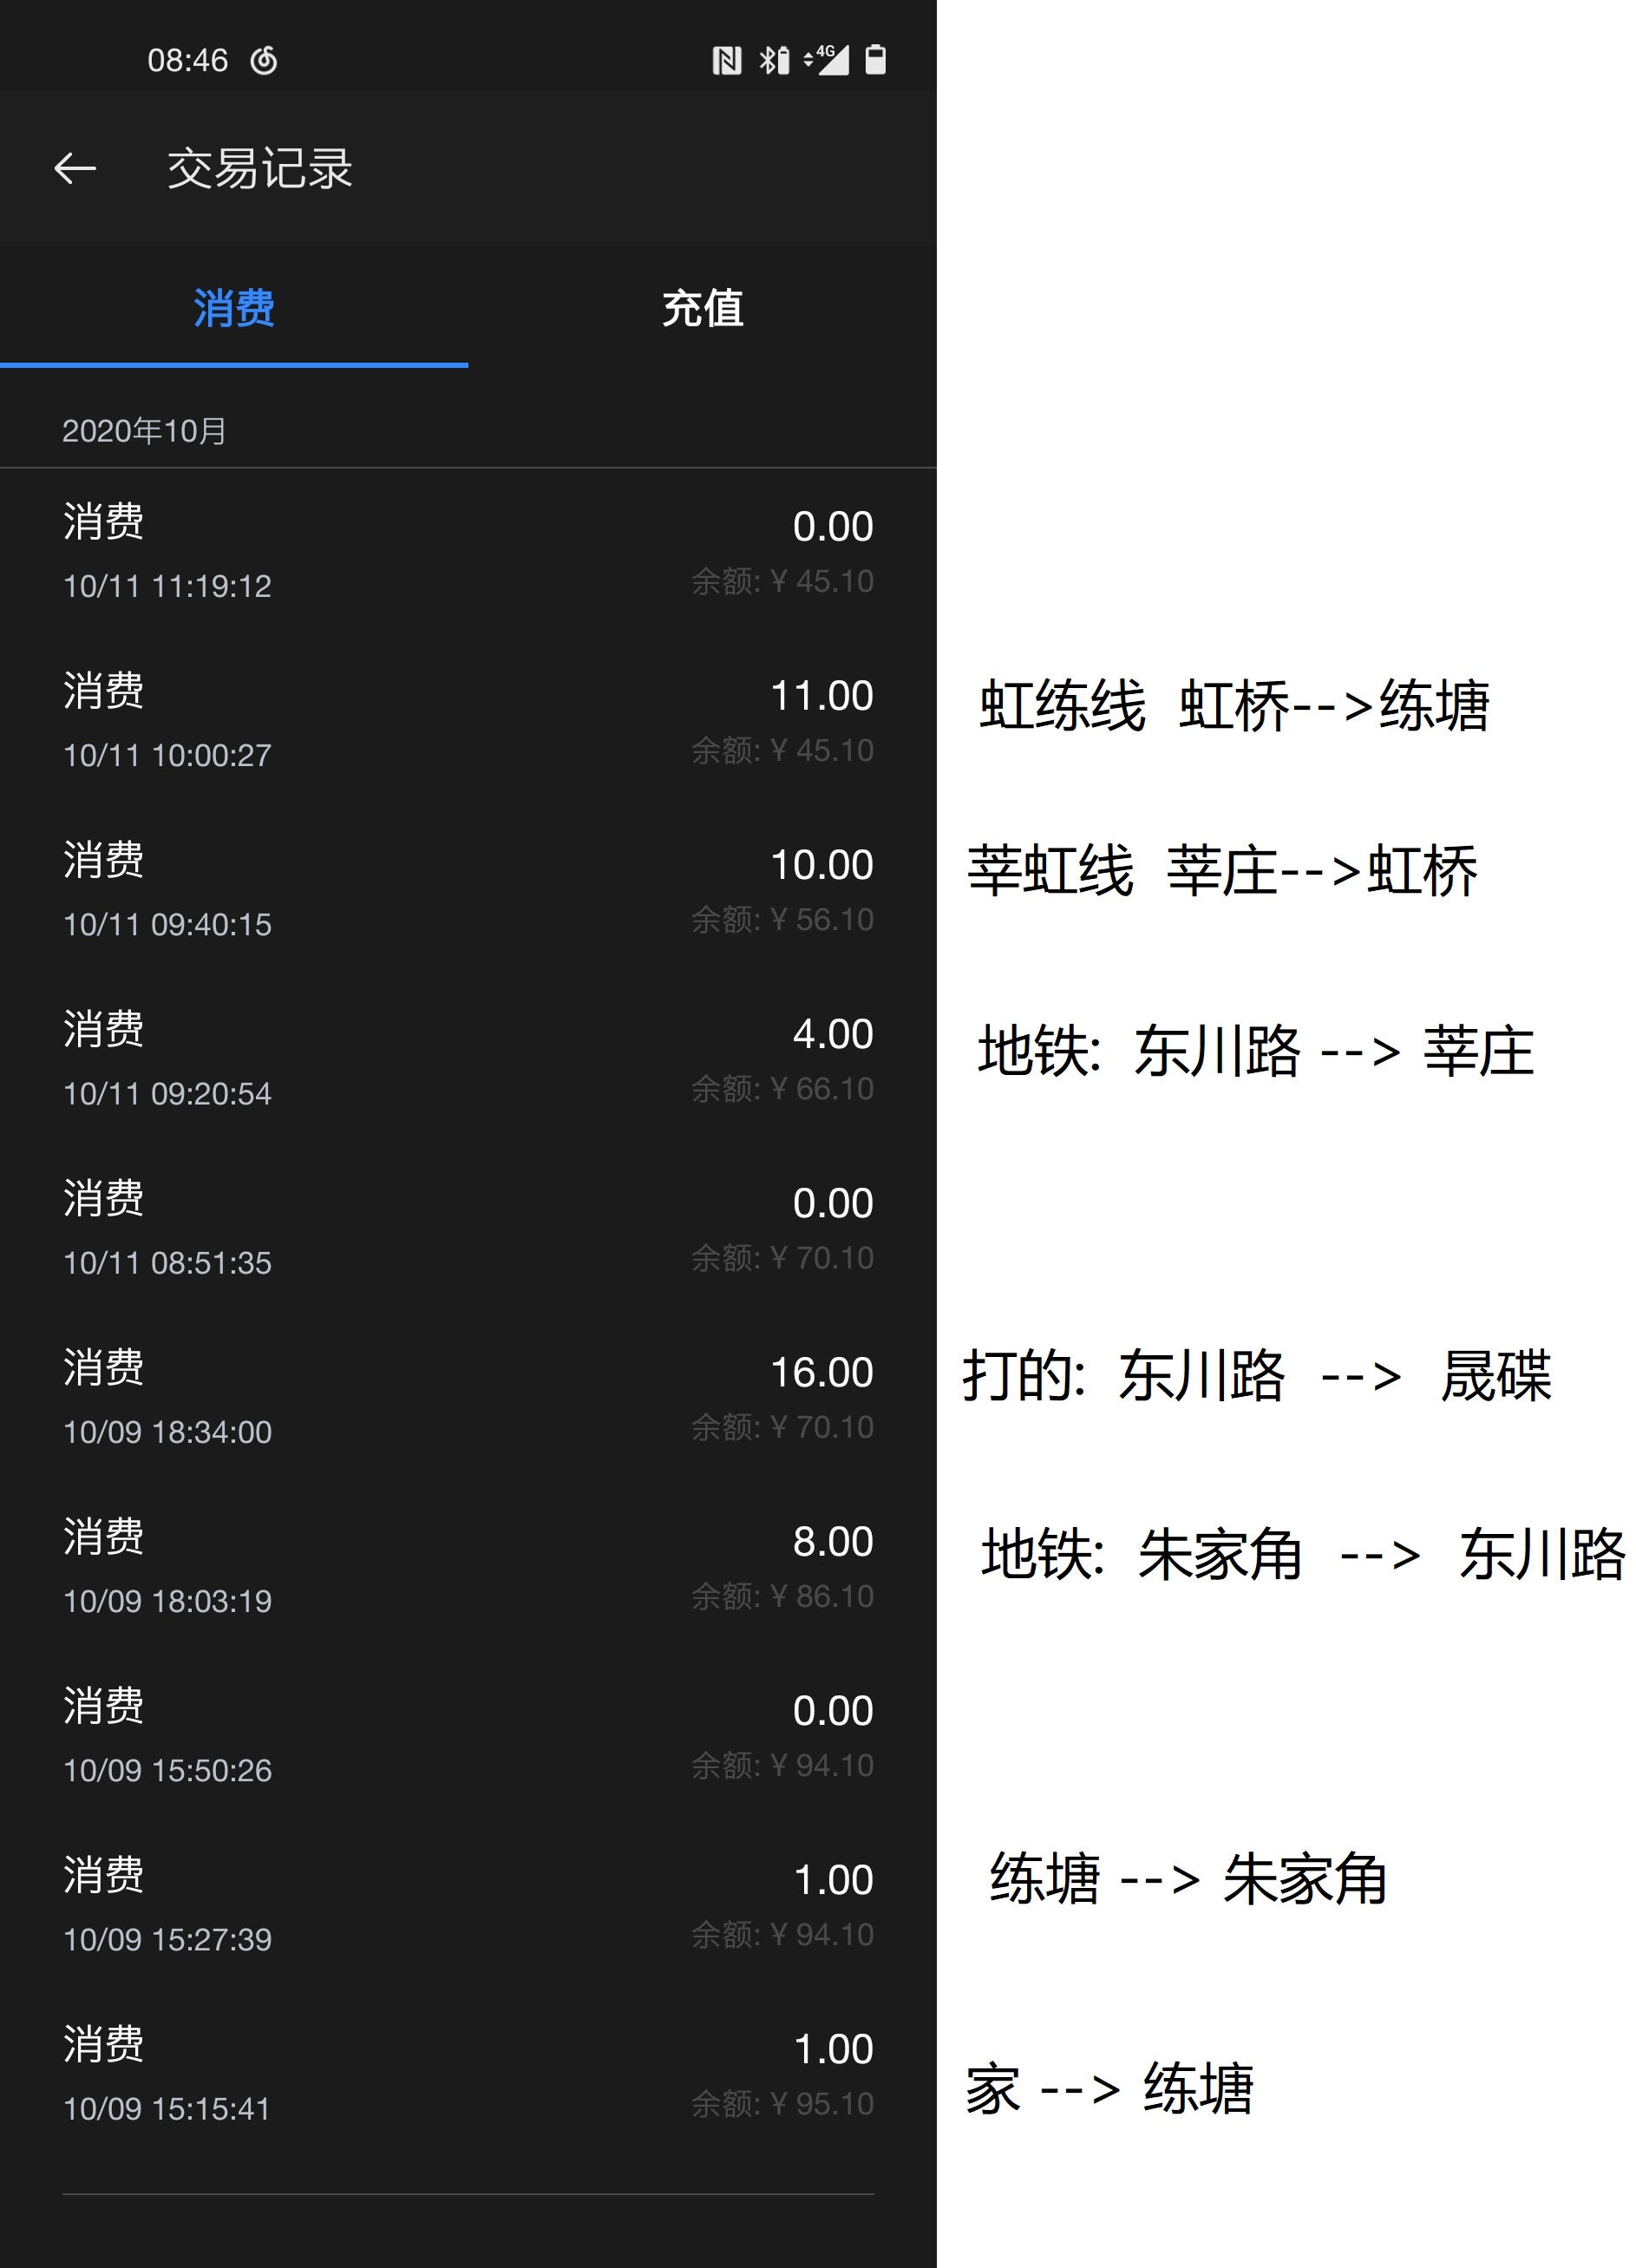 08:46 4G
交易记录
消费 充值
2020年10月
消费 0.00
10/11 11:19:12 余额: ¥ 45.10
消费 11.00 虹练线 虹桥-->练塘
10/11 10:00:27 余额: ¥ 45.10
消费 10.00 莘虹线 莘庄-->虹桥
10/11 09:40:15 余额: ¥ 56.10
消费 4.00 地铁: 东川路 --> 莘庄
10/11 09:20:54 余额: ¥ 66.10
消费 0.00
10/11 08:51:35 余额: ¥ 70.10
消费 16.00 打的: 东川路 --> 晟碟
10/09 18:34:00 余额: ¥ 70.10
消费 8.00 地铁: 朱家角 --> 东川路
10/09 18:03:19 余额: ¥ 86.10
消费 0.00
10/09 15:50:26 余额: ¥ 94.10
消费 1.00 练塘 --> 朱家角
10/09 15:27:39 余额: ¥ 94.10
消费 1.00 家 --> 练塘
10/09 15:15:41 余额: ¥ 95.10